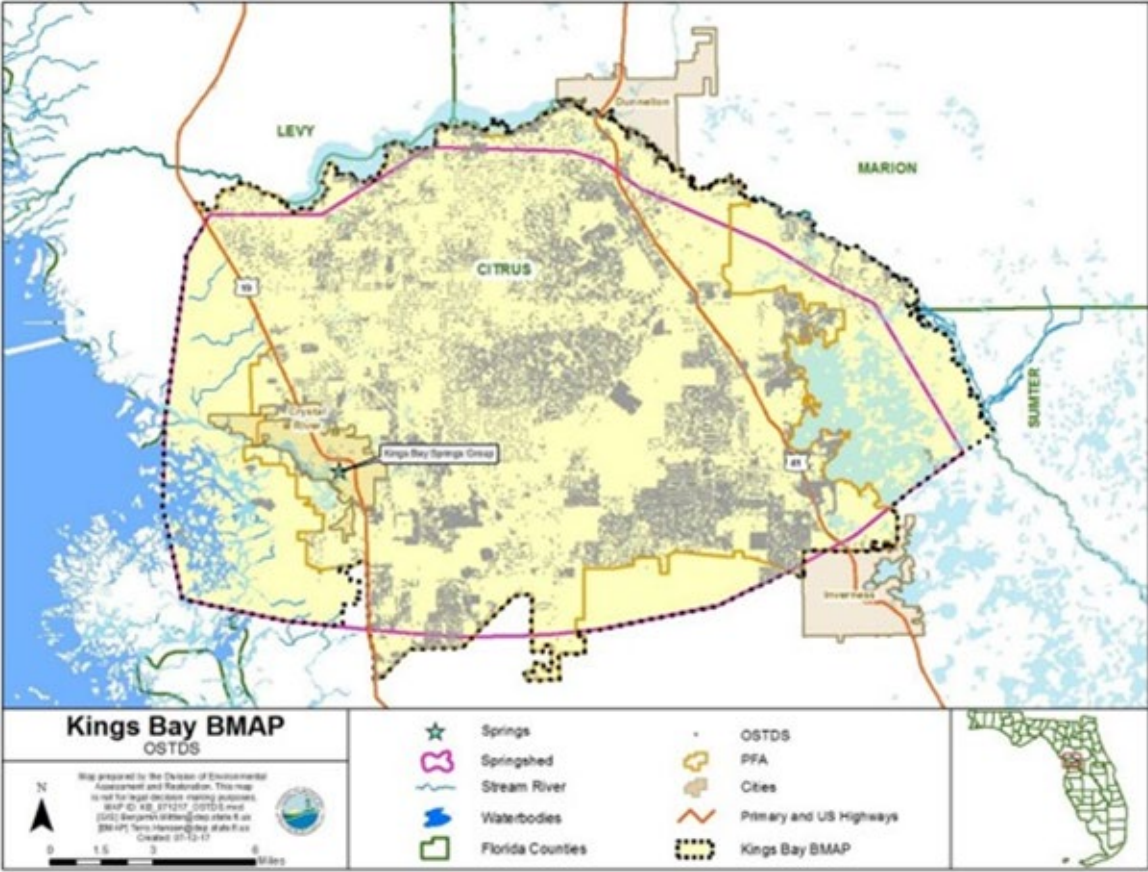 Dunnellon
LEVY
MARION
CITRUS
19
SUMTER
Crystal
River
Kings Bay Springs Group
41
Inverness
Kings Bay BMAP
OSTDS
Map prepared by the Division of Environmental
Assessment and Restoration. This map
is not for legal decision making purposes.
Created: 07-12-17
N
0 1.5 3 6
Miles
Springs
Springshed
Stream River
Waterbodies
Florida Counties
OSTDS
PFA
Cities
Primary and US Highways
Kings Bay BMAP